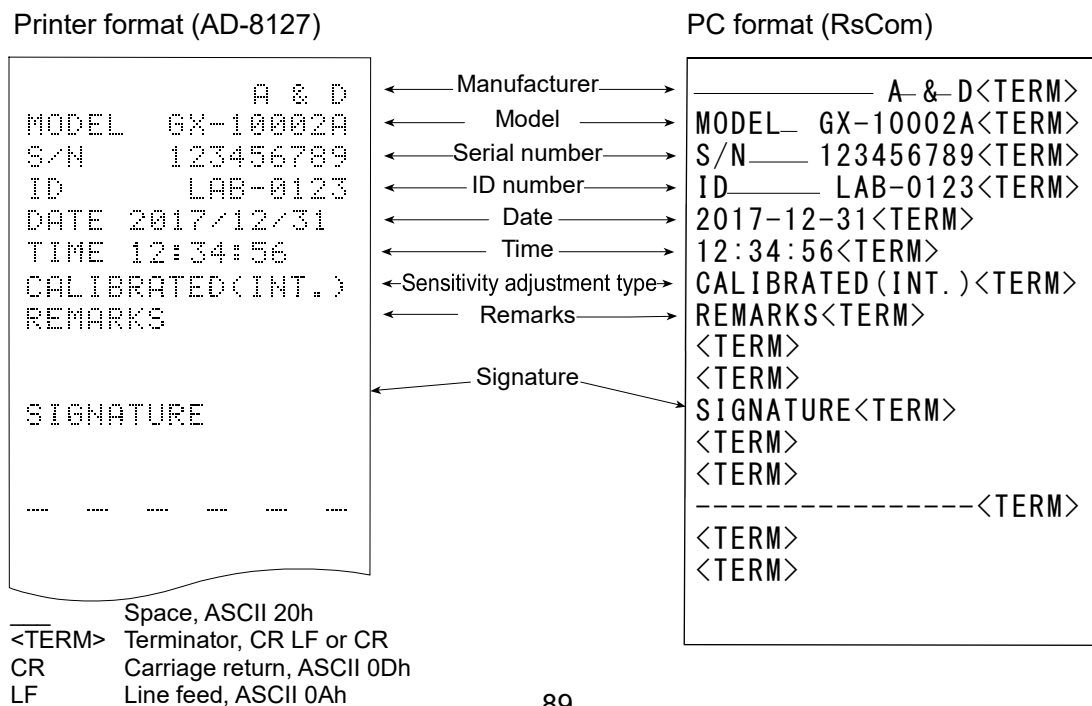 Printer format (AD-8127)
A & D
MODEL GX-10002A
S/N 123456789
ID LAB-0123
DATE 2017/12/31
TIME 12:34:56
CALIBRATED(INT.)
REMARKS
SIGNATURE
Manufacturer
Model
Serial number
ID number
Date
Time
Sensitivity adjustment type
Remarks
Signature
PC format (RsCom)
A & D<TERM>
MODEL GX-10002A<TERM>
S/N 123456789<TERM>
ID LAB-0123<TERM>
2017-12-31<TERM>
12:34:56<TERM>
CALIBRATED(INT.)<TERM>
REMARKS<TERM>
<TERM>
<TERM>
SIGNATURE<TERM>
<TERM>
<TERM>
----------------<TERM>
<TERM>
<TERM>
___ Space, ASCII 20h
<TERM> Terminator, CR LF or CR
CR Carriage return, ASCII 0Dh
LF Line feed, ASCII 0Ah
89